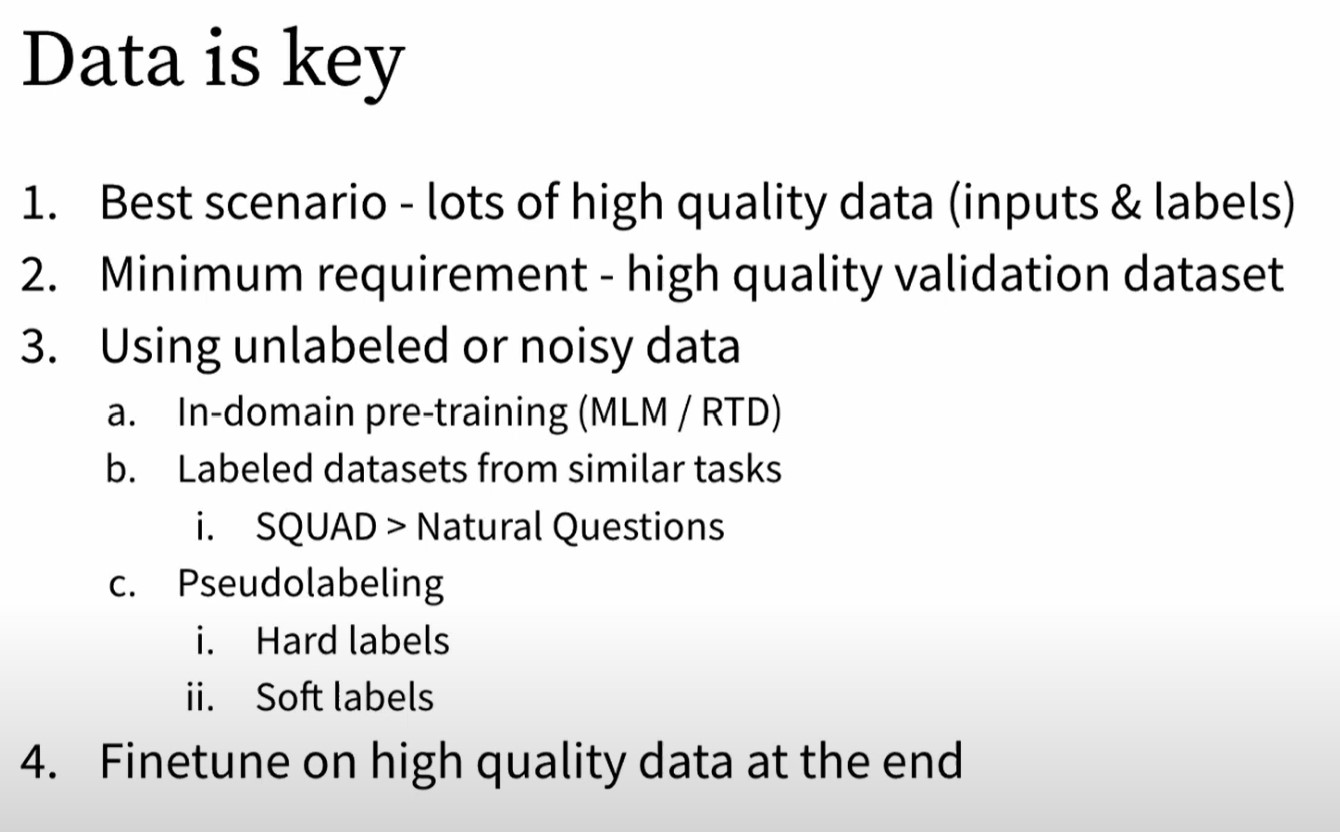 Data is key
1. Best scenario - lots of high quality data (inputs & labels)
2. Minimum requirement - high quality validation dataset
3. Using unlabeled or noisy data
a. In-domain pre-training (MLM / RTD)
b. Labeled datasets from similar tasks
i. SQUAD > Natural Questions
c. Pseudolabeling
i. Hard labels
ii. Soft labels
4. Finetune on high quality data at the end